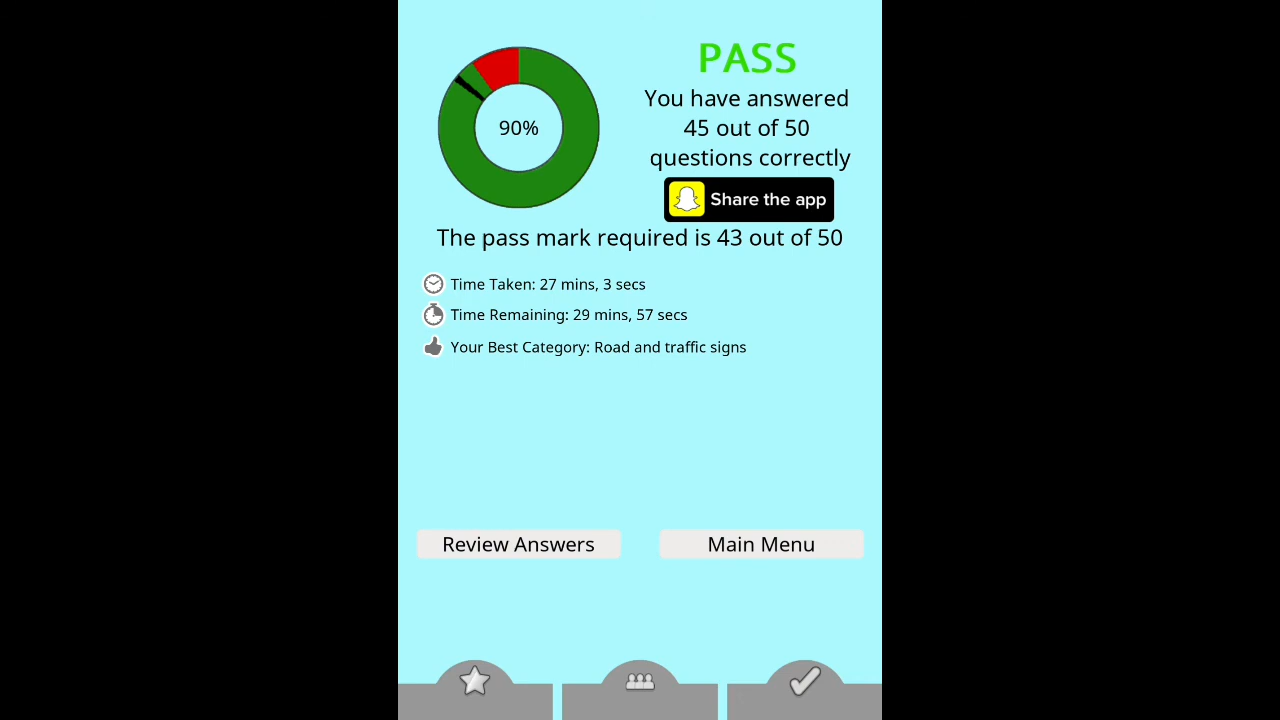 90%
PASS
You have answered
45 out of 50
questions correctly
Share the app
The pass mark required is 43 out of 50
Time Taken: 27 mins, 3 secs
Time Remaining: 29 mins, 57 secs
Your Best Category: Road and traffic signs
Review Answers
Main Menu